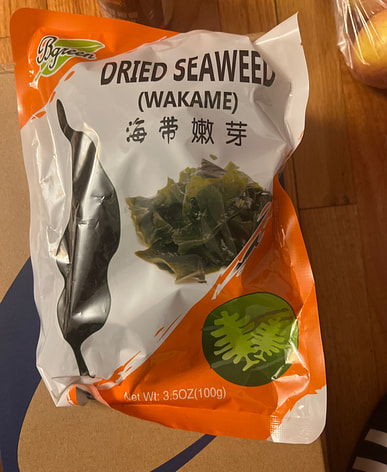 Bgreen
DRIED SEAWEED
(WAKAME)
海带嫩芽
Net Wt: 3.5OZ(100g)